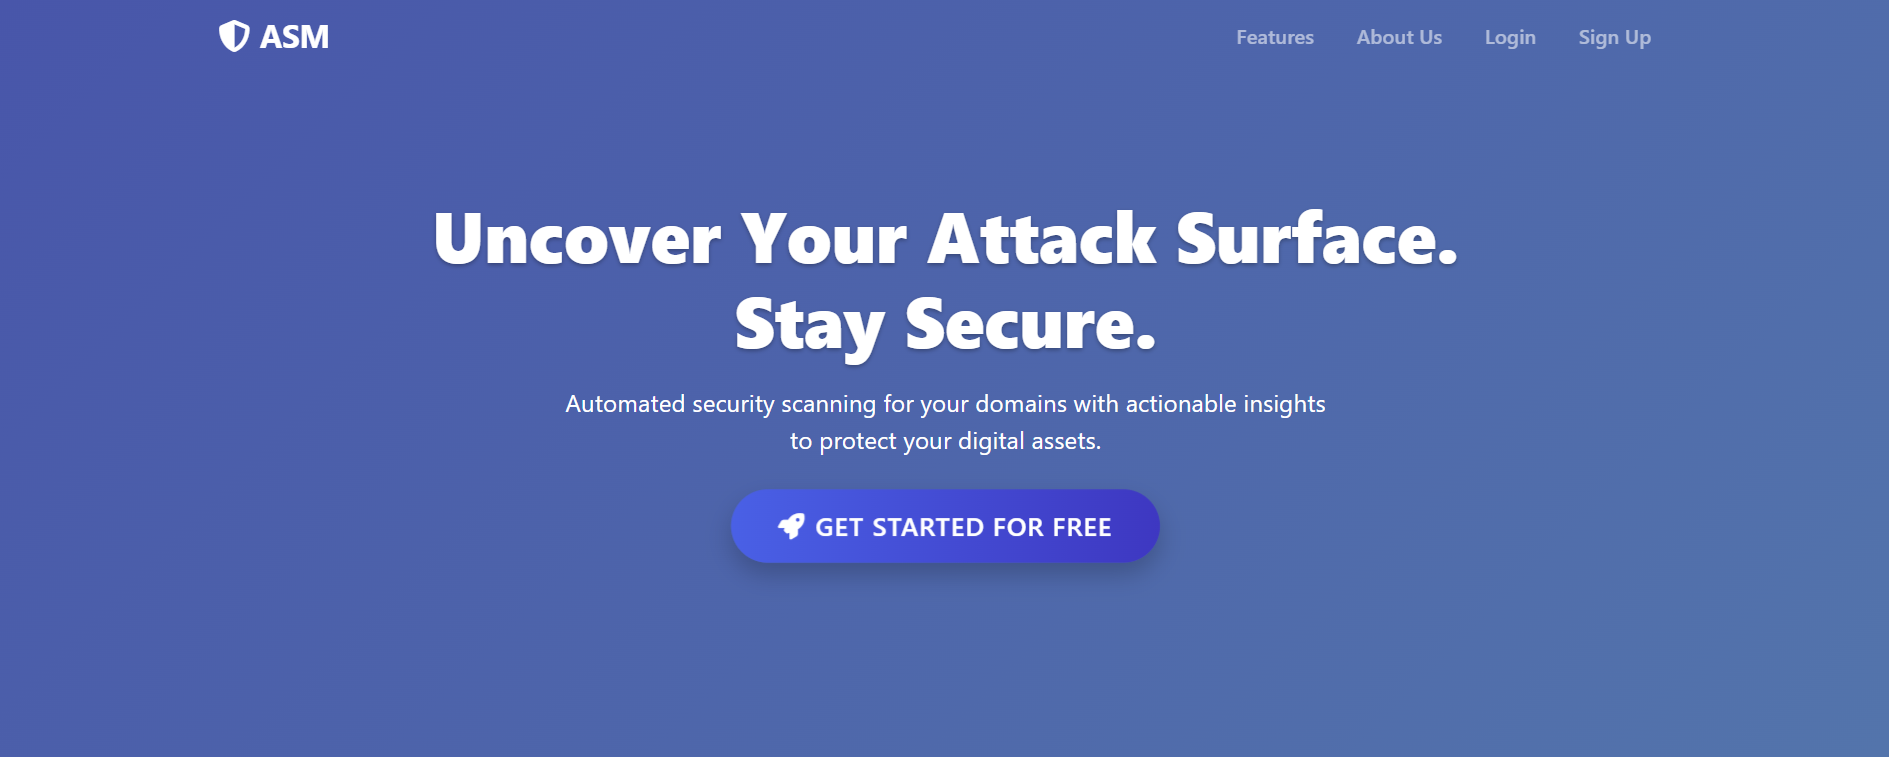 ASM
Features
About Us
Login
Sign Up
Uncover Your Attack Surface.
Stay Secure.
Automated security scanning for your domains with actionable insights
to protect your digital assets.
GET STARTED FOR FREE